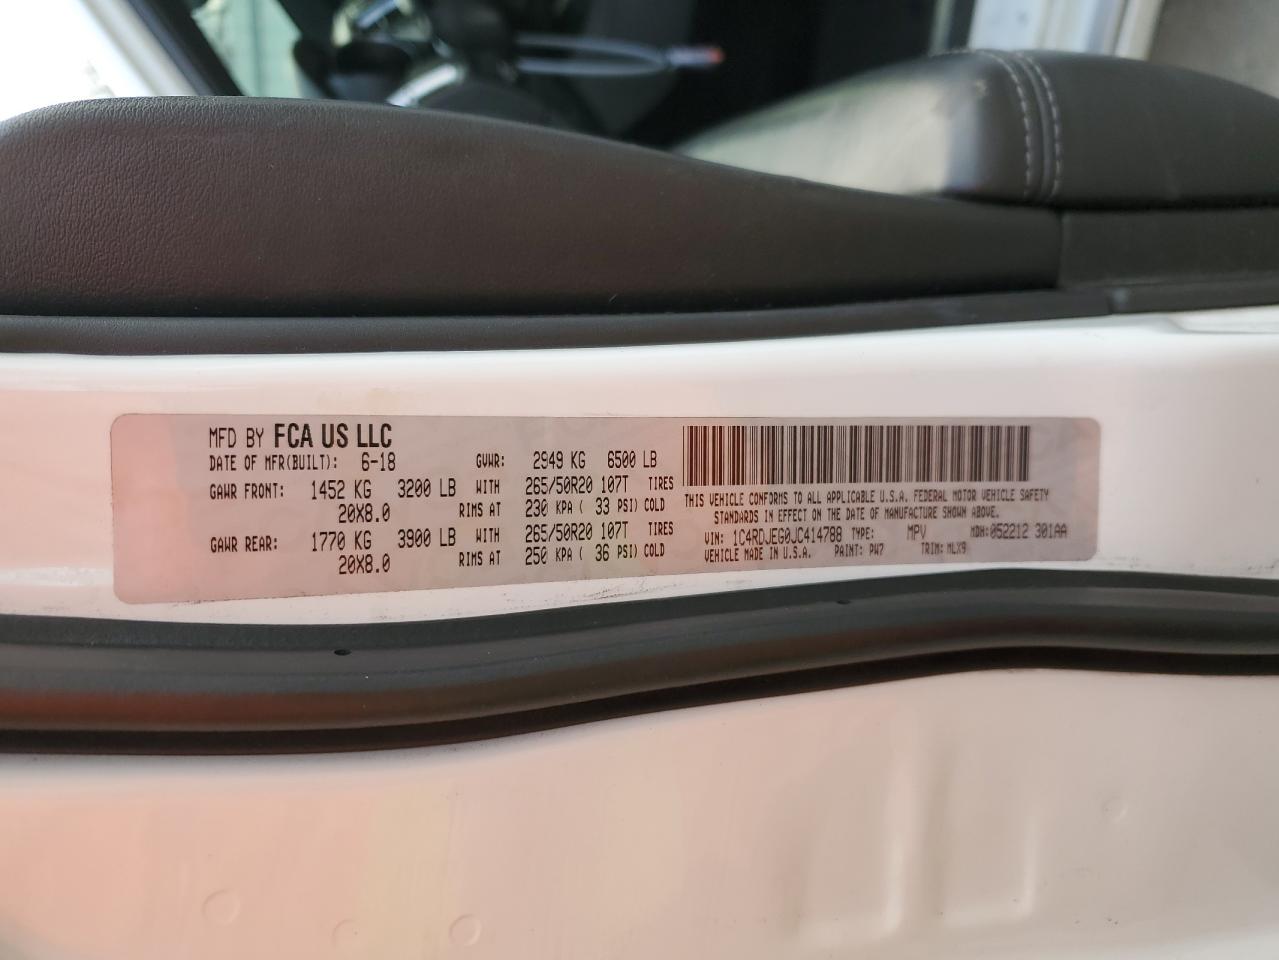 MFD BY FCA US LLC
DATE OF MFR(BUILT): 6-18 GVWR: 2949 KG 6500 LB
GAWR FRONT: 1452 KG 3200 LB WITH 265/50R20 107T TIRES
20X8.0 RIMS AT 230 KPA ( 33 PSI) COLD
GAWR REAR: 1770 KG 3900 LB WITH 265/50R20 107T TIRES
20X8.0 RIMS AT 250 KPA ( 36 PSI) COLD
THIS VEHICLE CONFORMS TO ALL APPLICABLE U.S.A. FEDERAL MOTOR VEHICLE SAFETY
STANDARDS IN EFFECT ON THE DATE OF MANUFACTURE SHOWN ABOVE.
VIN: 1C4RDJEG0JC414788 TYPE: MPV MDH:052212 301AA
VEHICLE MADE IN U.S.A. PAINT: PW7 TRIM: MLX9